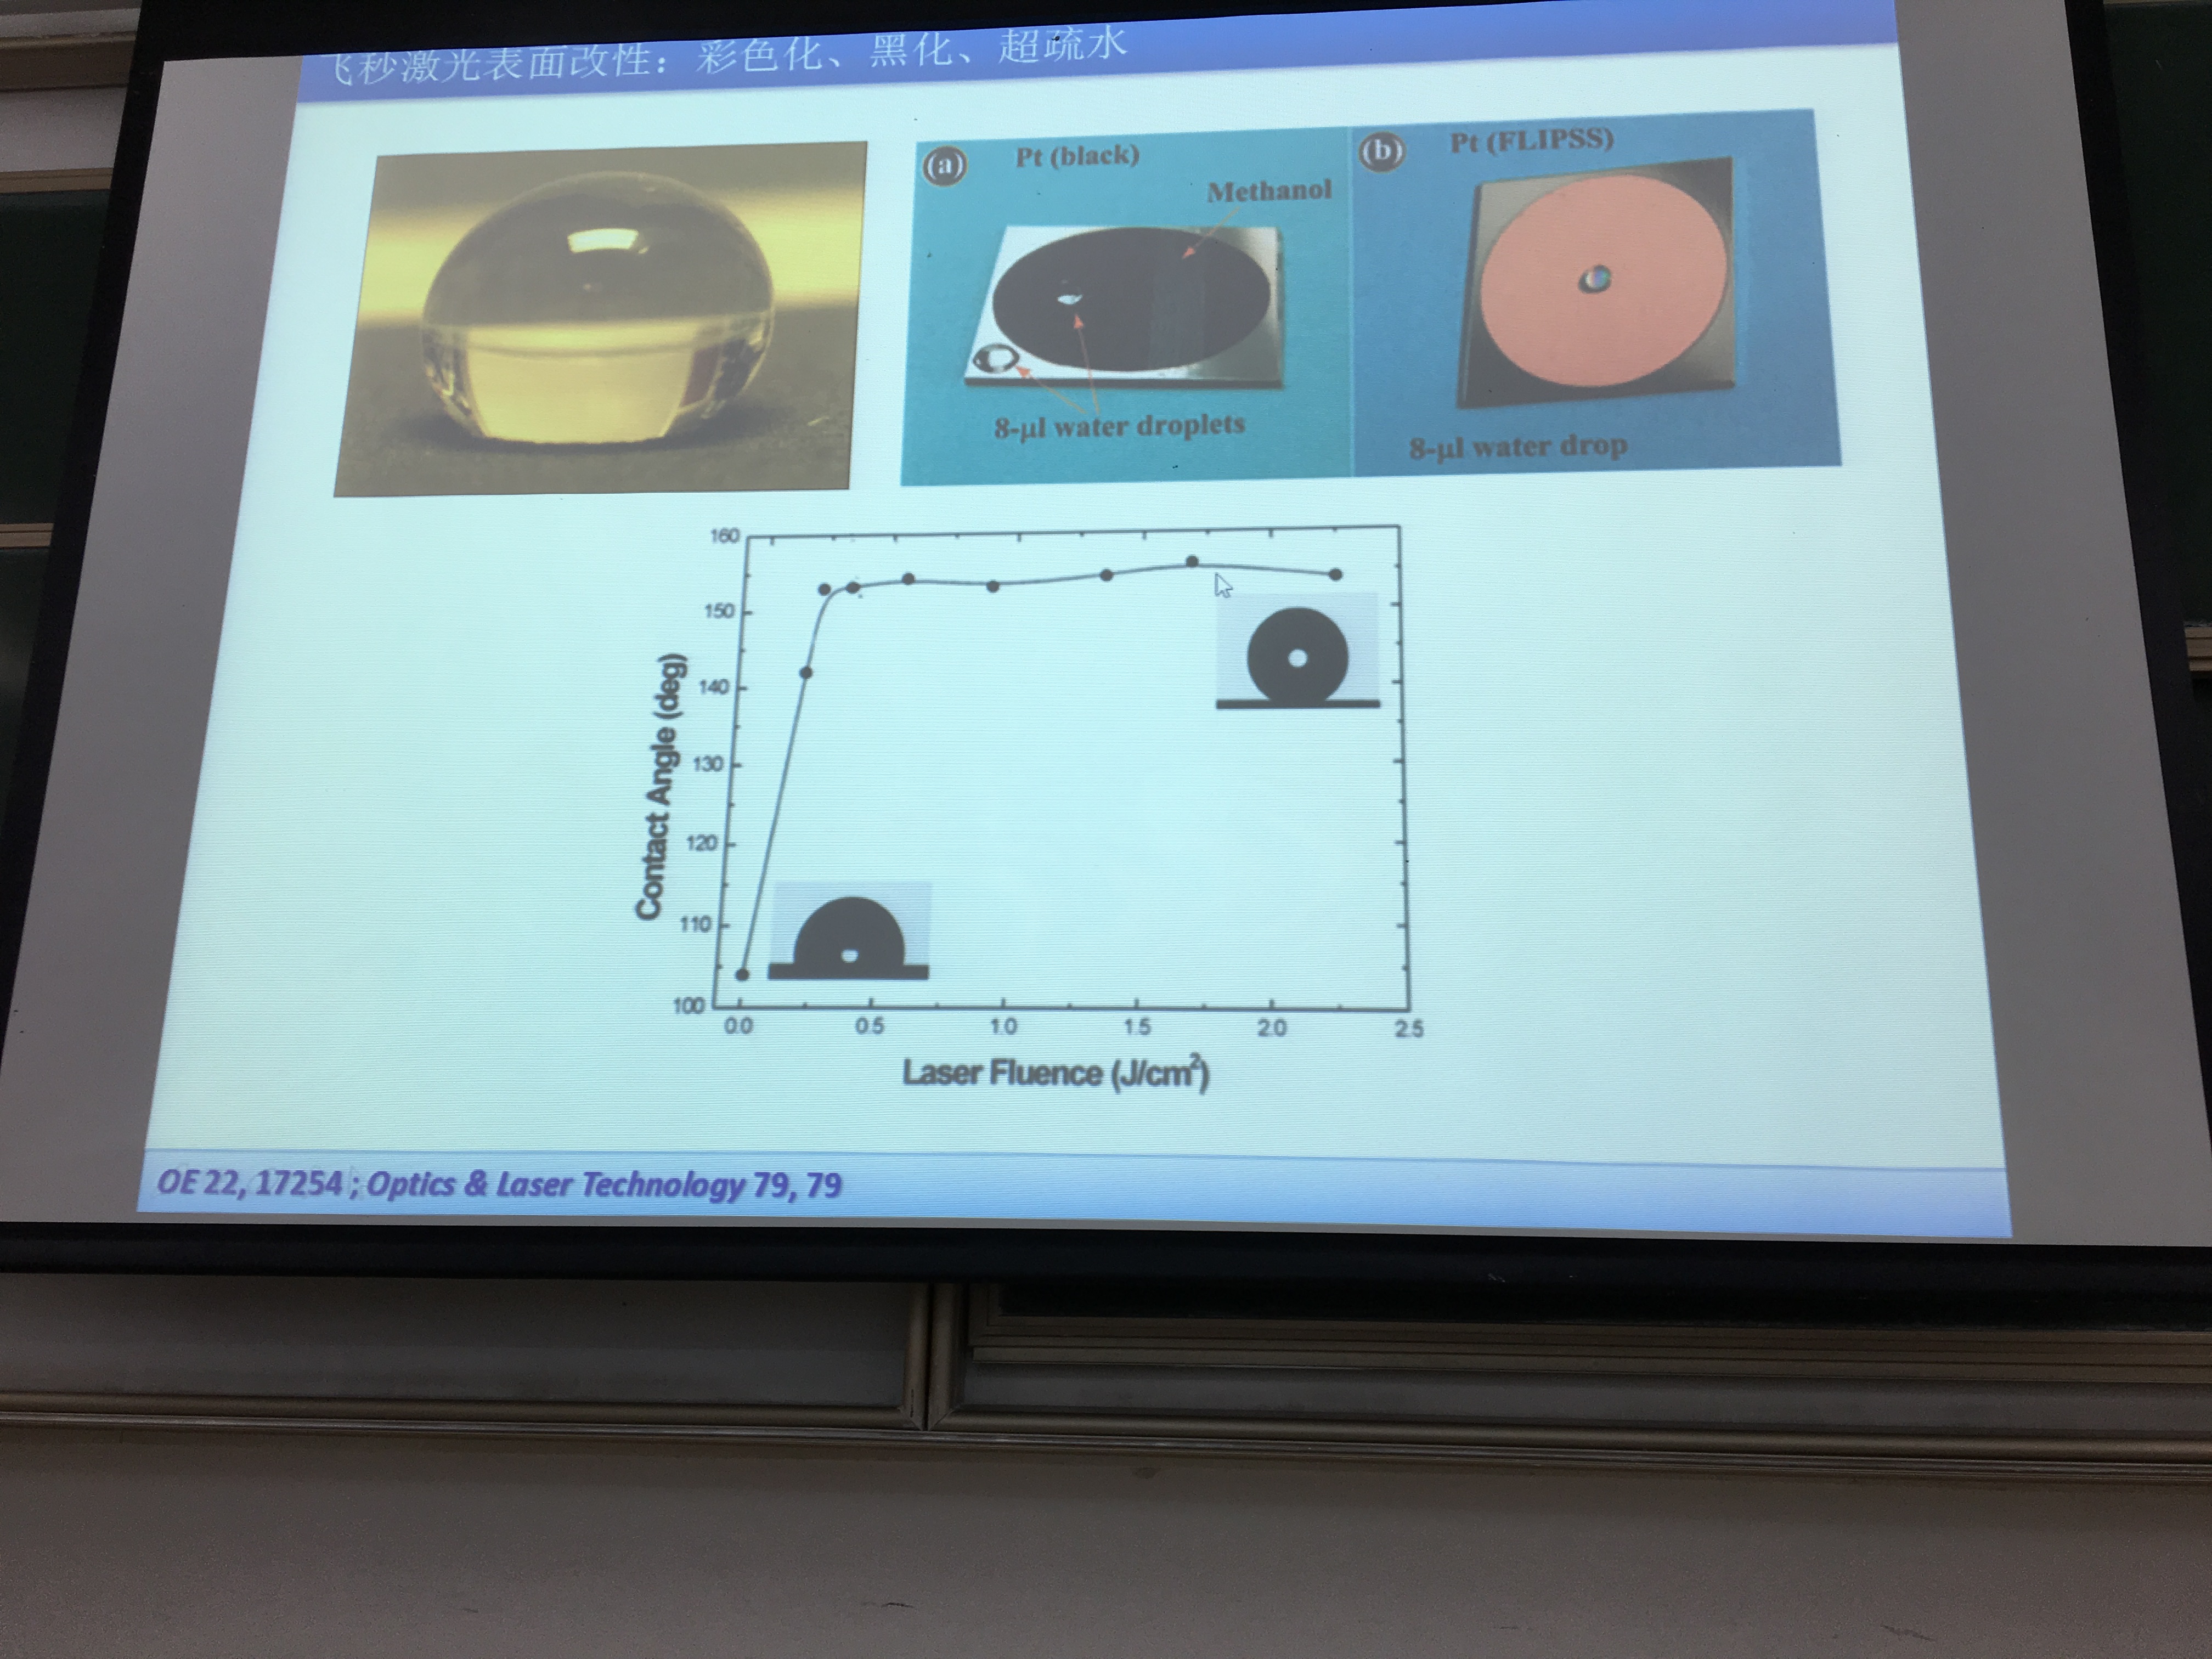 飞秒激光表面改性：彩色化、黑化、超疏水
(a) Pt (black)
Methanol
8-μl water droplets
(b) Pt (FLIPSS)
8-μl water drop
160
150
140
130
120
110
100
Contact Angle (deg)
0.0 0.5 1.0 1.5 2.0 2.5
Laser Fluence (J/cm²)
OE 22, 17254 ; Optics & Laser Technology 79, 79